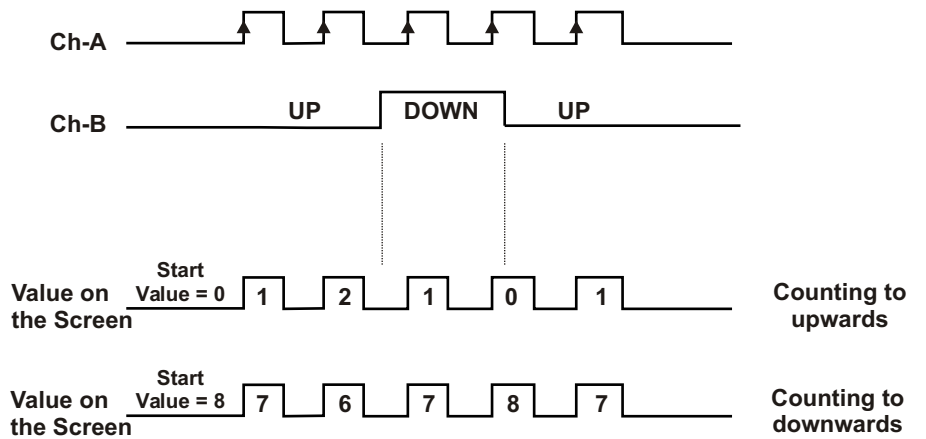 Ch-A
Ch-B
UP DOWN UP
Start
Value = 0
Value on
the Screen
1 2 1 0 1
Counting to
upwards
Start
Value = 8
Value on
the Screen
7 6 7 8 7
Counting to
downwards